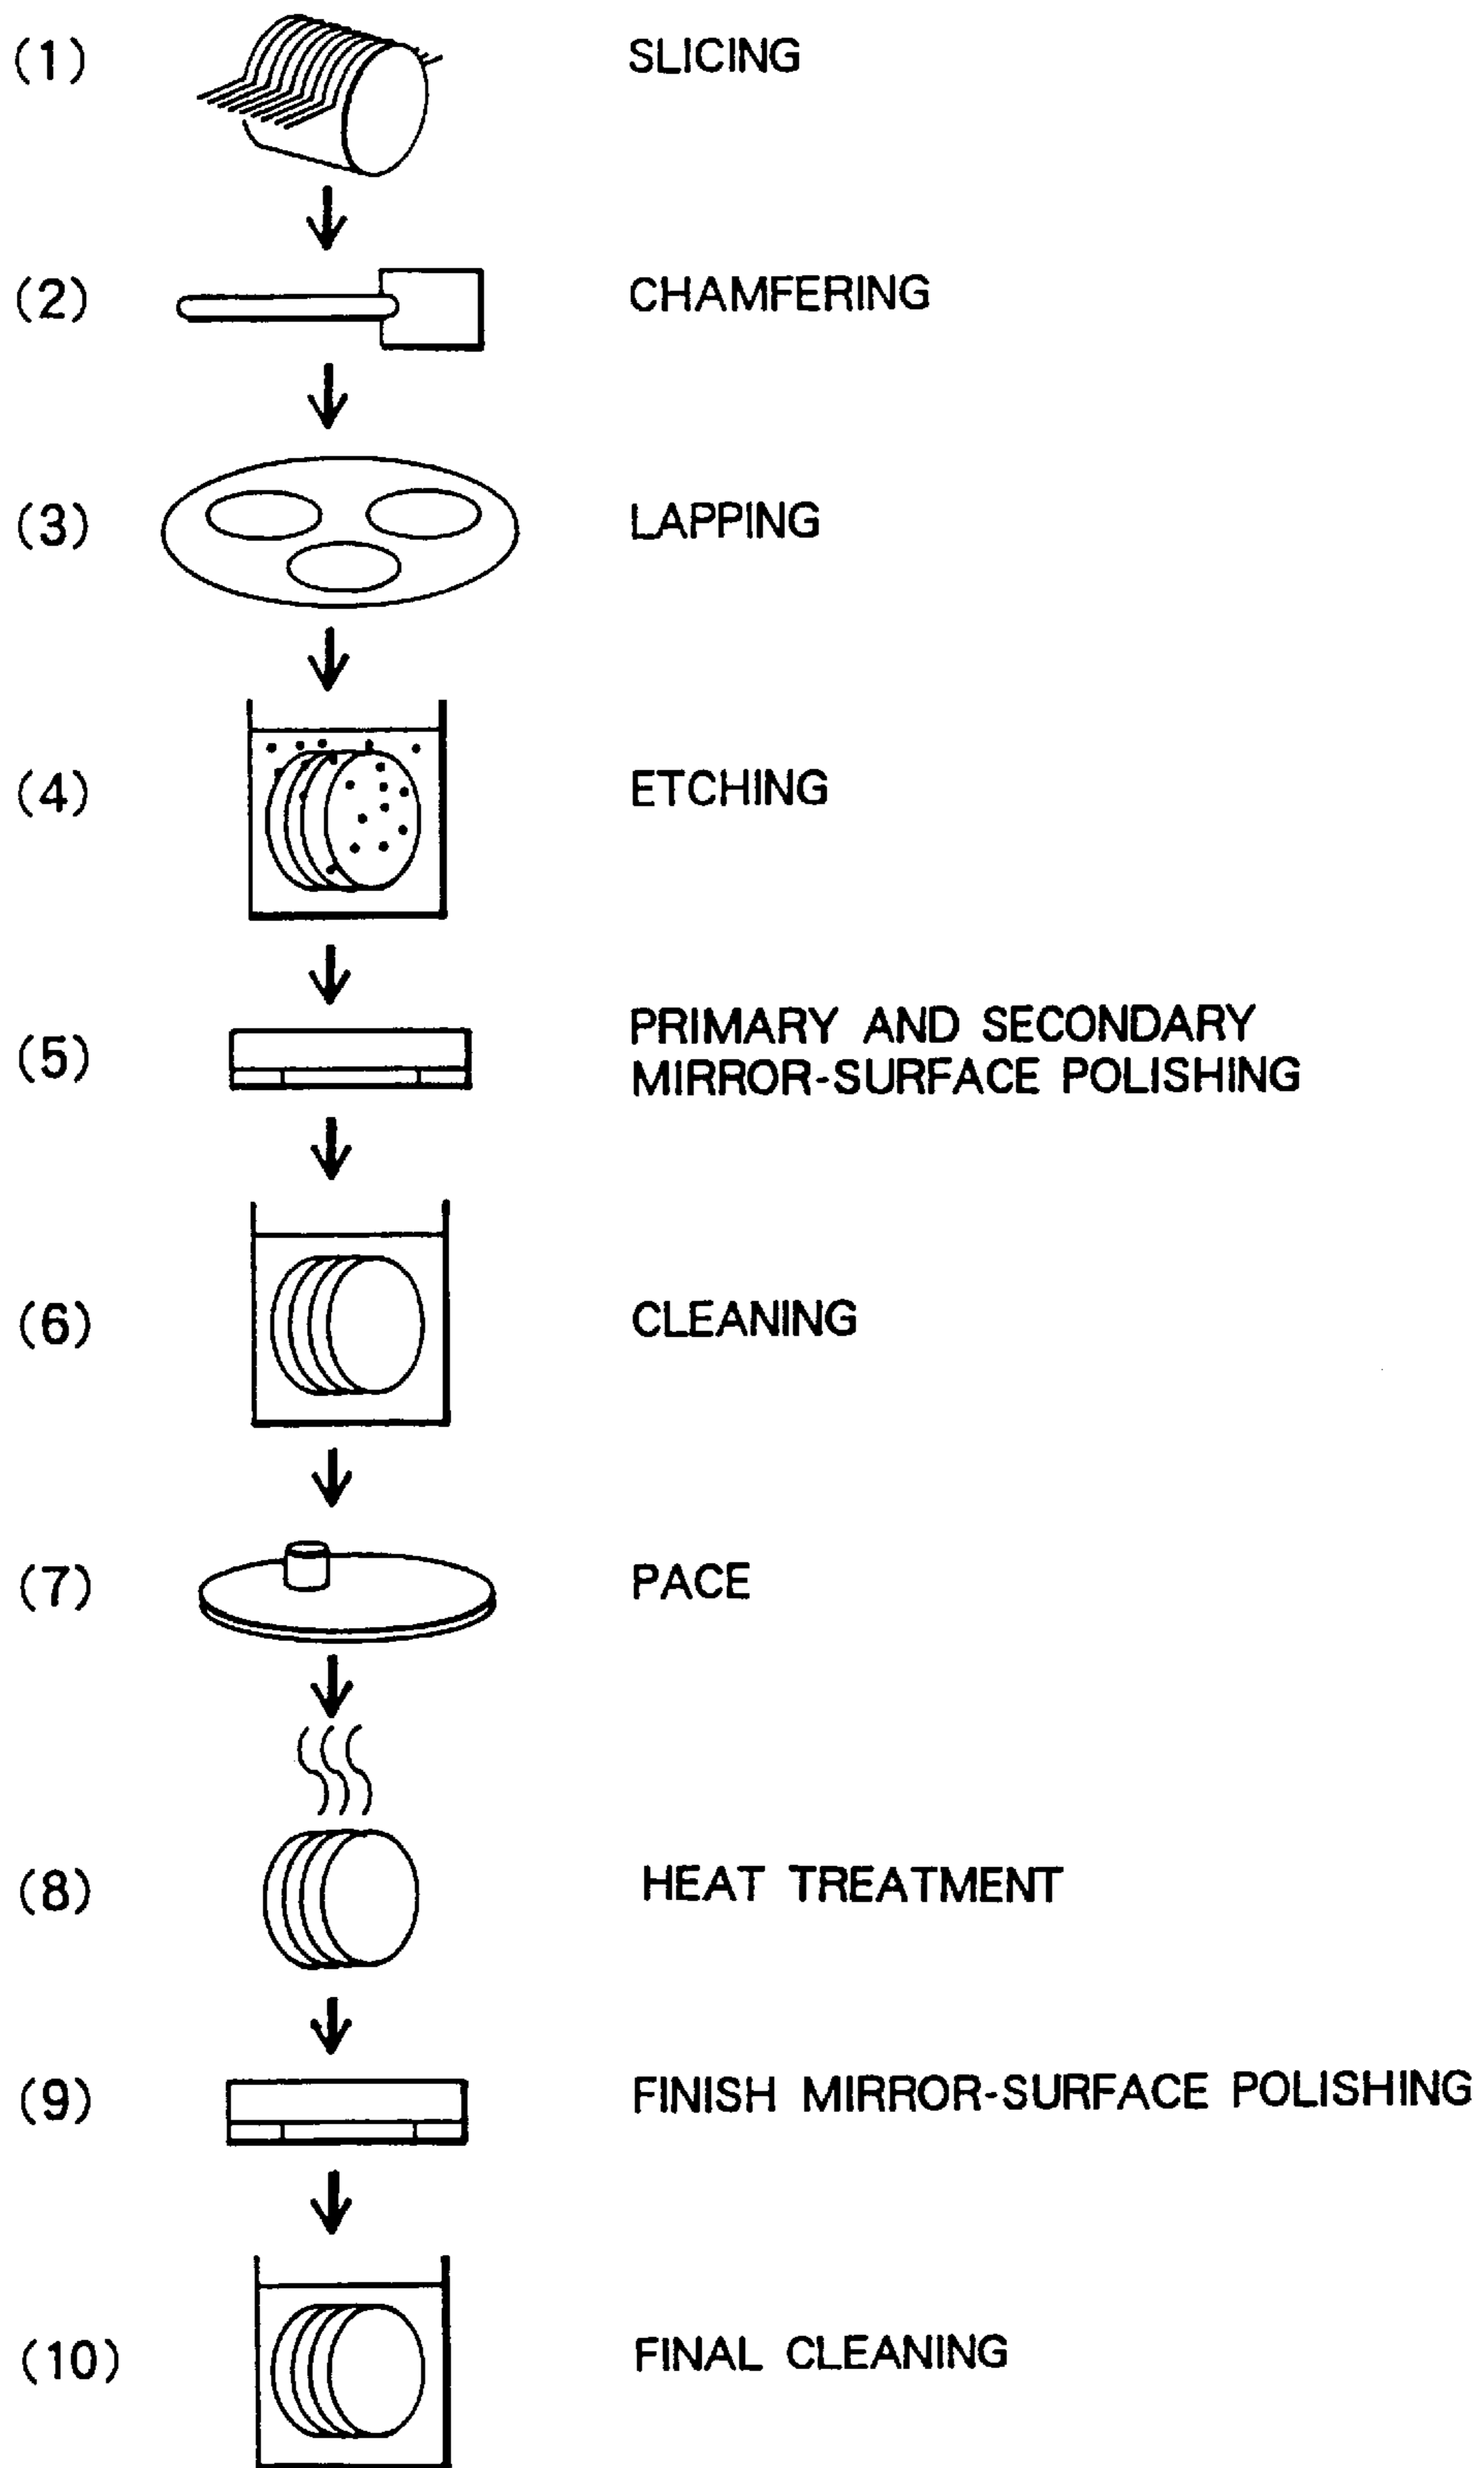 (1) SLICING
(2) CHAMFERING
(3) LAPPING
(4) ETCHING
(5) PRIMARY AND SECONDARY
MIRROR-SURFACE POLISHING
(6) CLEANING
(7) PACE
(8) HEAT TREATMENT
(9) FINISH MIRROR-SURFACE POLISHING
(10) FINAL CLEANING